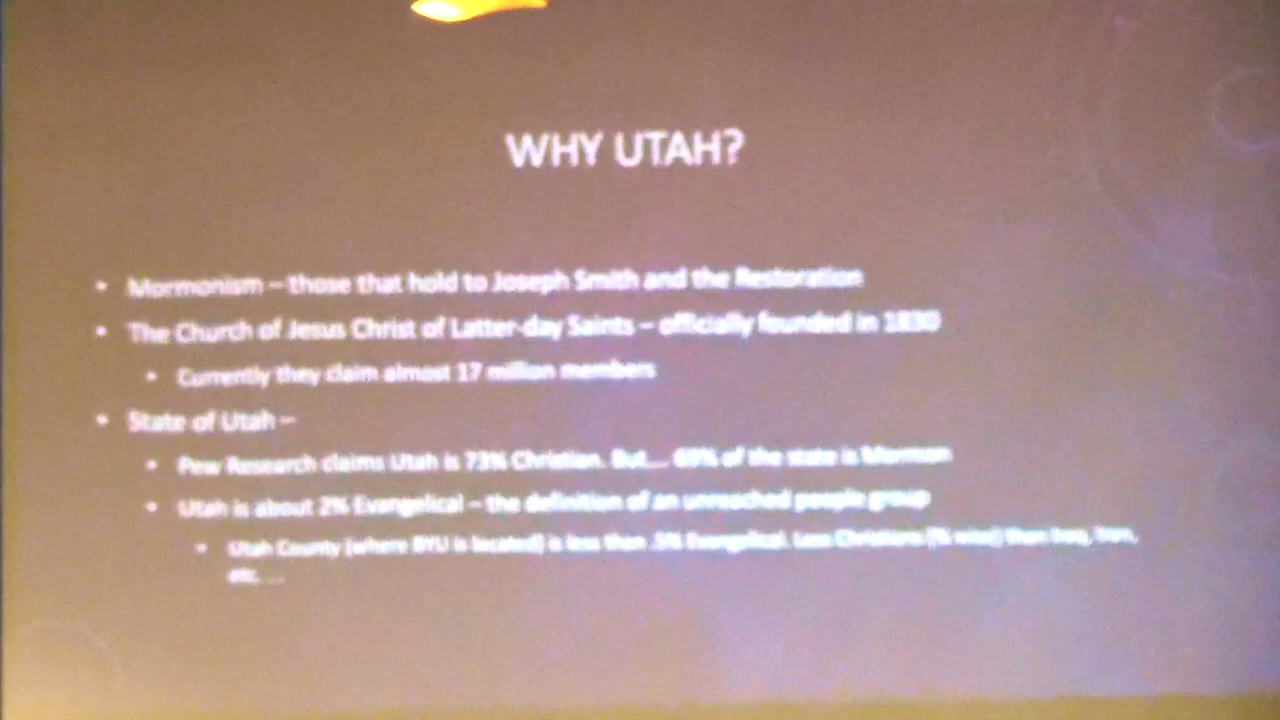 WHY UTAH?
• Mormonism – those that hold to Joseph Smith and the Restoration
• The Church of Jesus Christ of Latter-day Saints – officially founded in 1830
• Currently they claim almost 17 million members
• State of Utah –
• Pew Research claims Utah is 73% Christian. But.... 69% of the state is Mormon
• Utah is about 2% Evangelical – the definition of an unreached people group
• Utah County (where BYU is located) is less than .5% Evangelical. Less Christians (% wise) than Iraq, Iran,
etc. ...